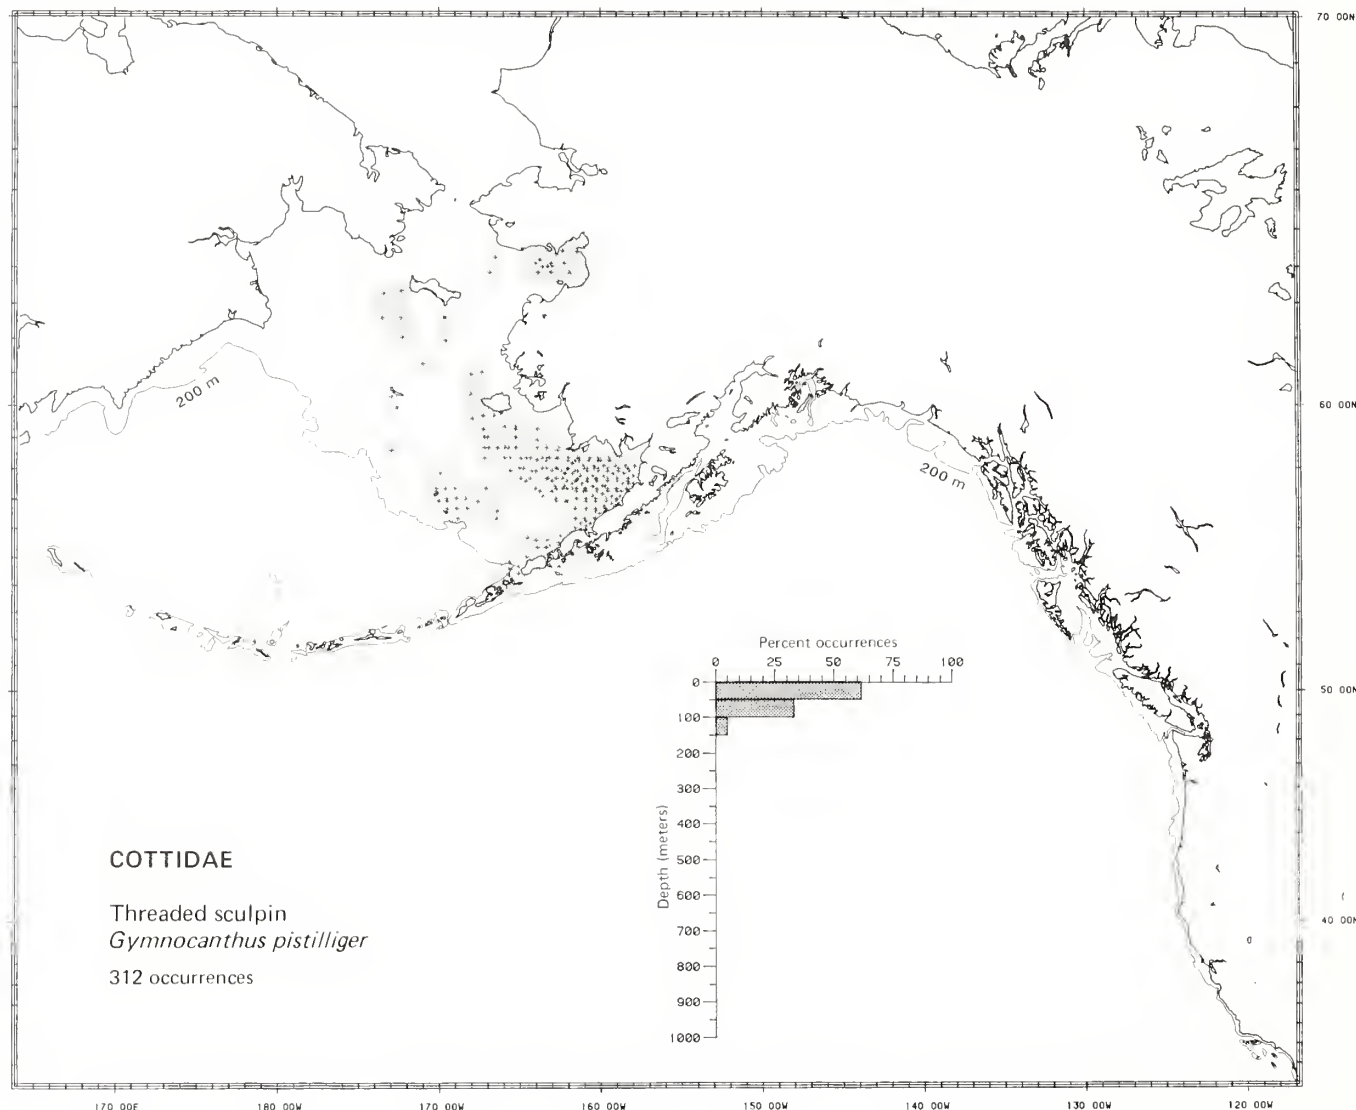 70 00N
200 m
60 00N
200 m
Percent occurrences
0 25 50 75 100
0
50 00N
100
200
300
400
500
600
700
800
900
1000
Depth (meters)
COTTIDAE
Threaded sculpin
Gymnocanthus pistilliger
312 occurrences
40 00N
170 00E 180 00W 170 00W 160 00W 150 00W 140 00W 130 00W 120 00W